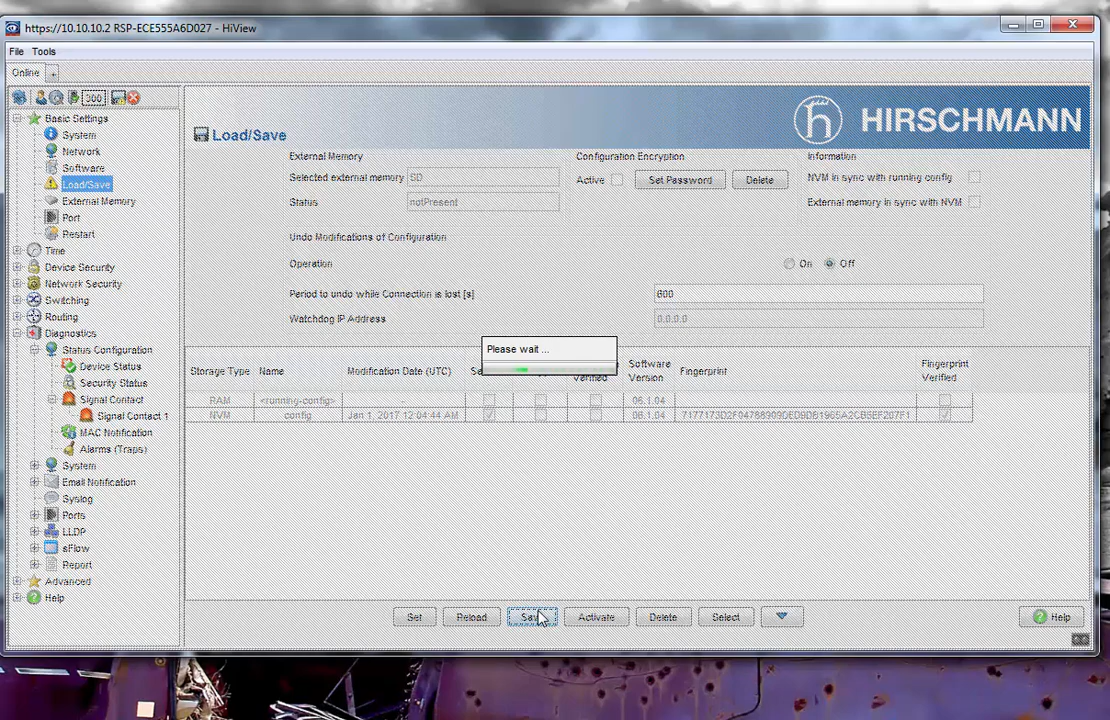 https://10.10.10.2 RSP-ECE555A6D027 - HiView
File Tools
Online
300
Basic Settings
System
Network
Software
Load/Save
External Memory
Port
Restart
Time
Device Security
Network Security
Switching
Routing
Diagnostics
Status Configuration
Device Status
Security Status
Signal Contact
Signal Contact 1
MAC Notification
Alarms (Traps)
System
Email Notification
Syslog
Ports
LLDP
sFlow
Report
Advanced
Help
Load/Save
HIRSCHMANN
External Memory
Selected external memory SD
Status notPresent
Configuration Encryption
Active Set Password Delete
Information
NVM in sync with running config
External memory in sync with NVM
Undo Modifications of Configuration
Operation On Off
Period to undo while Connection is lost [s] 600
Watchdog IP Address 0.0.0.0
Please wait ...
Storage Type Name Modification Date (UTC) Verified Software Version Fingerprint Fingerprint Verified
RAM <running-config> - 06.1.04
NVM config Jan 1, 2017 12:04:44 AM 06.1.04
Set Reload Save Activate Delete Select Help